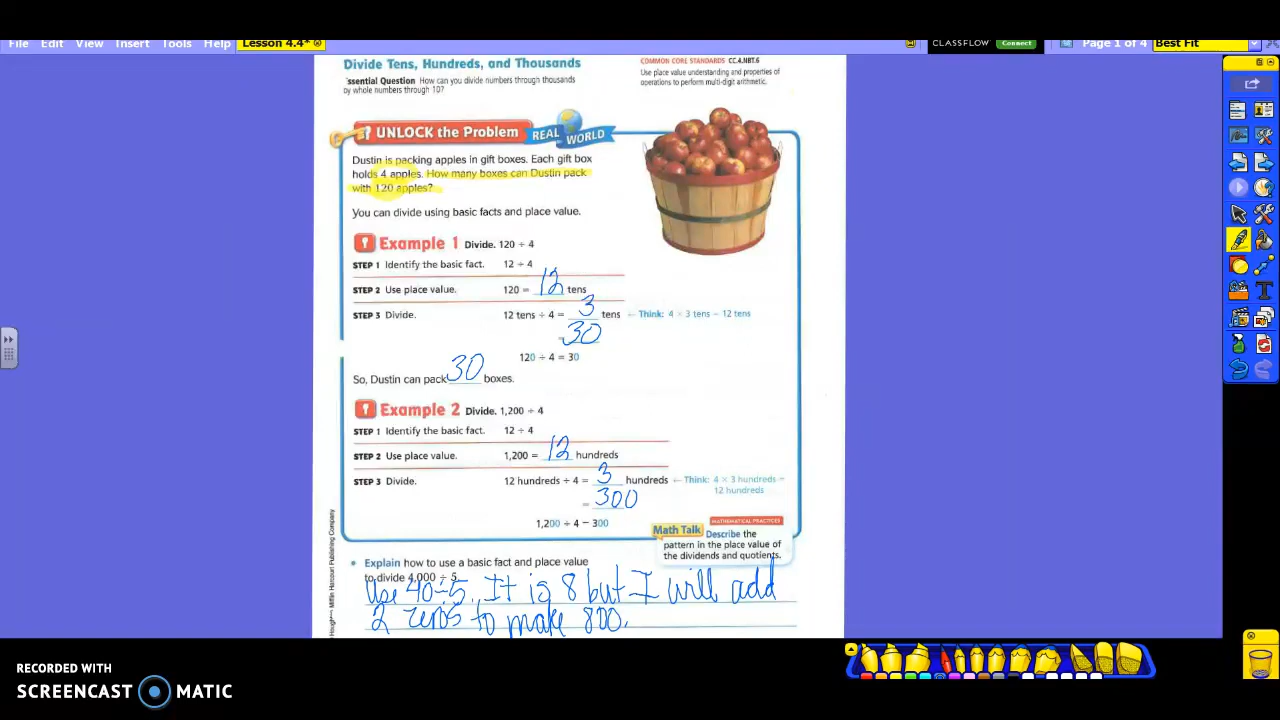 File Edit View Insert Tools Help Lesson 4.4* CLASSFLOW Connect Page 1 of 4 Best Fit
Divide Tens, Hundreds, and Thousands
ssential Question How can you divide numbers through thousands
by whole numbers through 10?
COMMON CORE STANDARDS CC.4.NBT.6
Use place value understanding and properties of
operations to perform multi-digit arithmetic.
UNLOCK the Problem REAL WORLD
Dustin is packing apples in gift boxes. Each gift box
holds 4 apples. How many boxes can Dustin pack
with 120 apples?
You can divide using basic facts and place value.
Example 1 Divide. 120 ÷ 4
STEP 1 Identify the basic fact. 12 ÷ 4
STEP 2 Use place value. 120 = 12 tens
STEP 3 Divide. 12 tens ÷ 4 = 3 tens ← Think: 4 × 3 tens = 12 tens
= 30
120 ÷ 4 = 30
So, Dustin can pack 30 boxes.
Example 2 Divide. 1,200 ÷ 4
STEP 1 Identify the basic fact. 12 ÷ 4
STEP 2 Use place value. 1,200 = 12 hundreds
STEP 3 Divide. 12 hundreds ÷ 4 = 3 hundreds ← Think: 4 × 3 hundreds =
12 hundreds
= 300
1,200 ÷ 4 = 300
MATHEMATICAL PRACTICES
Math Talk Describe the
pattern in the place value of
the dividends and quotients.
• Explain how to use a basic fact and place value
to divide 4,000 ÷ 5.
Use 40÷5. It is 8 but I will add
2 zeros to make 800.
Mifflin Harcourt Publishing Company
RECORDED WITH
SCREENCAST MATIC